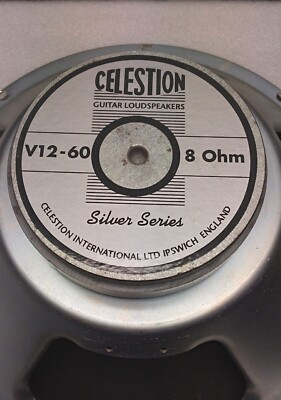 CELESTION
GUITAR LOUDSPEAKERS
V12-60 8 Ohm
Silver Series
CELESTION INTERNATIONAL LTD IPSWICH ENGLAND